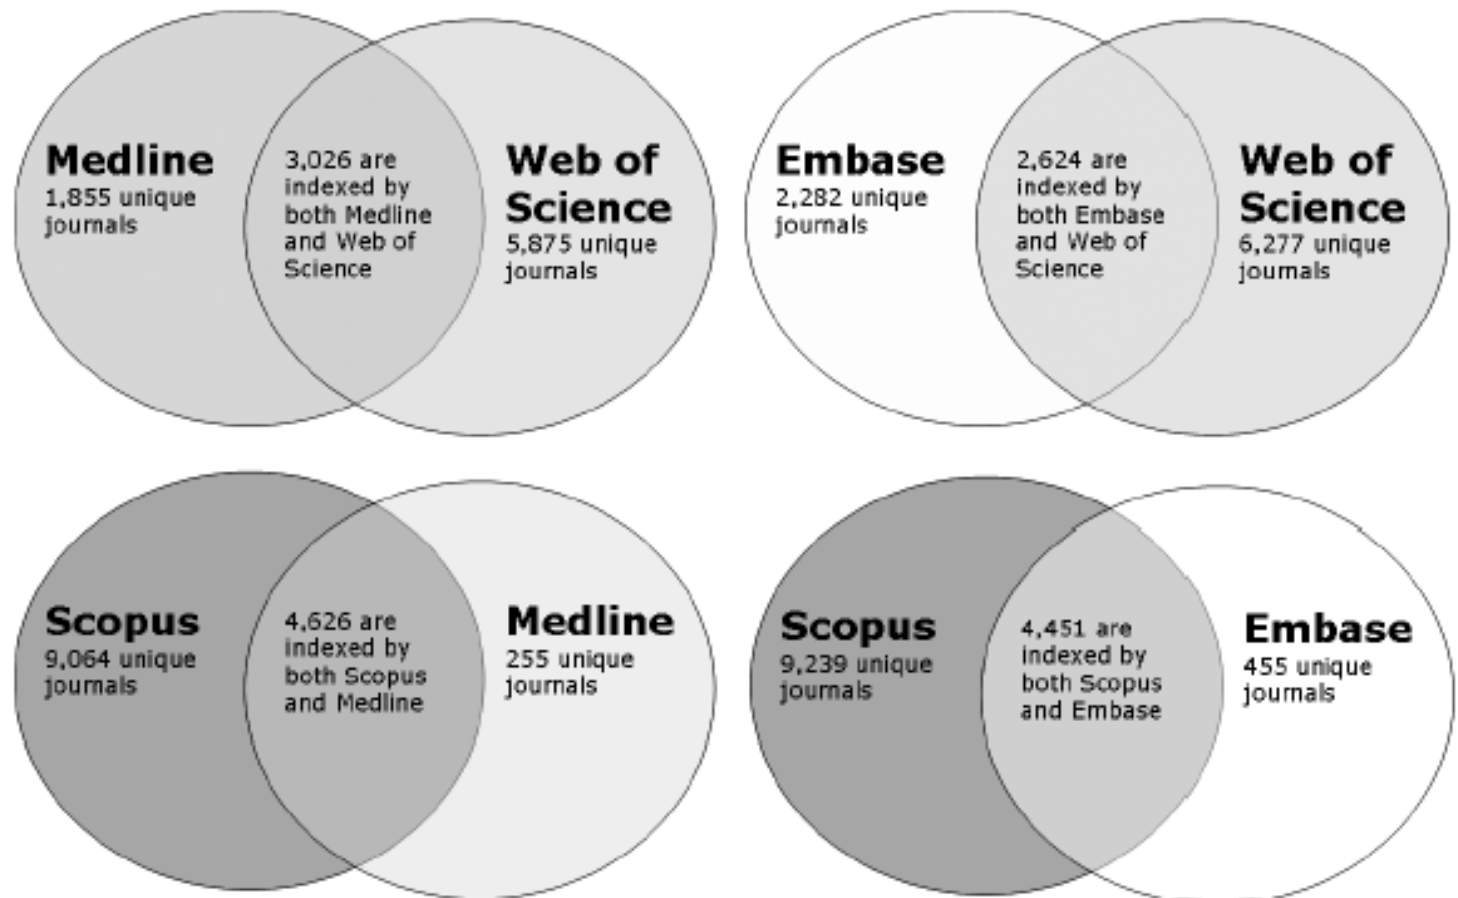 Medline
1,855 unique
journals
3,026 are
indexed by
both Medline
and Web of
Science
Web of
Science
5,875 unique
journals
Embase
2,282 unique
journals
2,624 are
indexed by
both Embase
and Web of
Science
Web of
Science
6,277 unique
journals
Scopus
9,064 unique
journals
4,626 are
indexed by
both Scopus
and Medline
Medline
255 unique
journals
Scopus
9,239 unique
journals
4,451 are
indexed by
both Scopus
and Embase
Embase
455 unique
journals